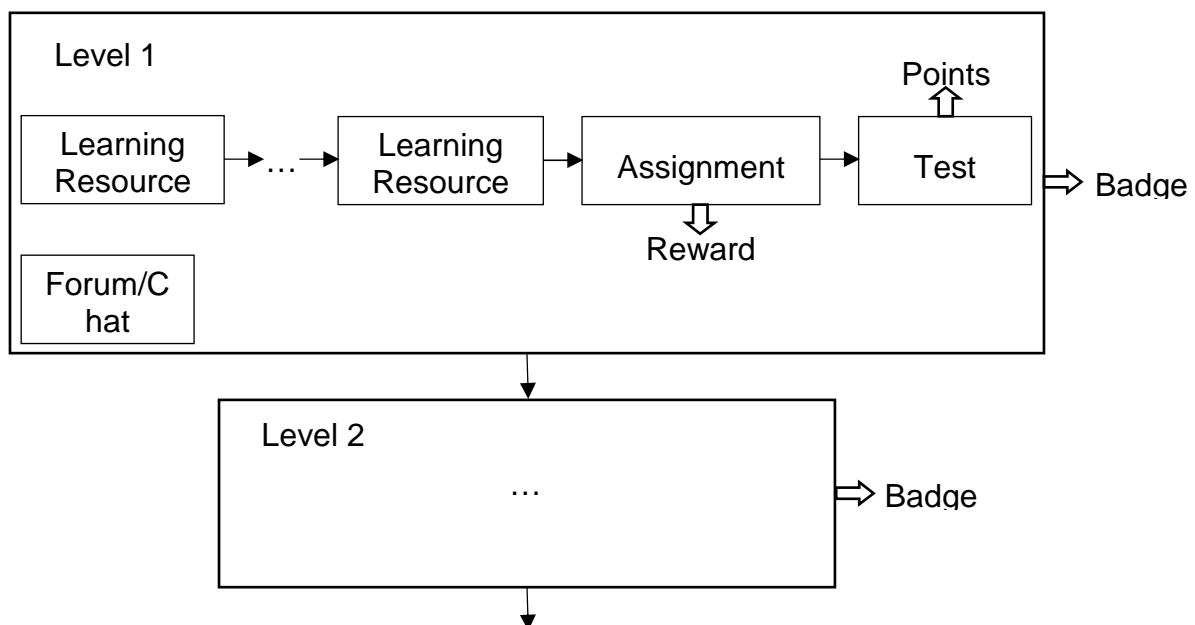 Level 1
Points
Learning
Resource
…
Learning
Resource
Assignment
Test
Badge
Reward
Forum/C
hat
Level 2
…
Badge